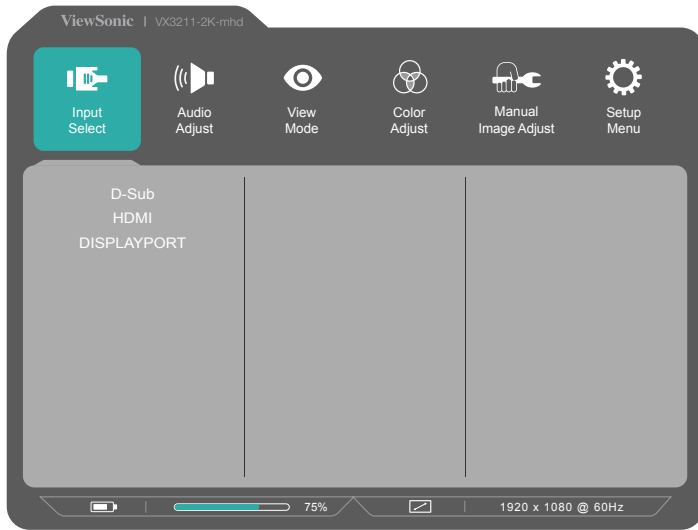 ViewSonic | VX3211-2K-mhd
Input
Select
Audio
Adjust
View
Mode
Color
Adjust
Manual
Image Adjust
Setup
Menu
D-Sub
HDMI
DISPLAYPORT
75%
1920 x 1080 @ 60Hz